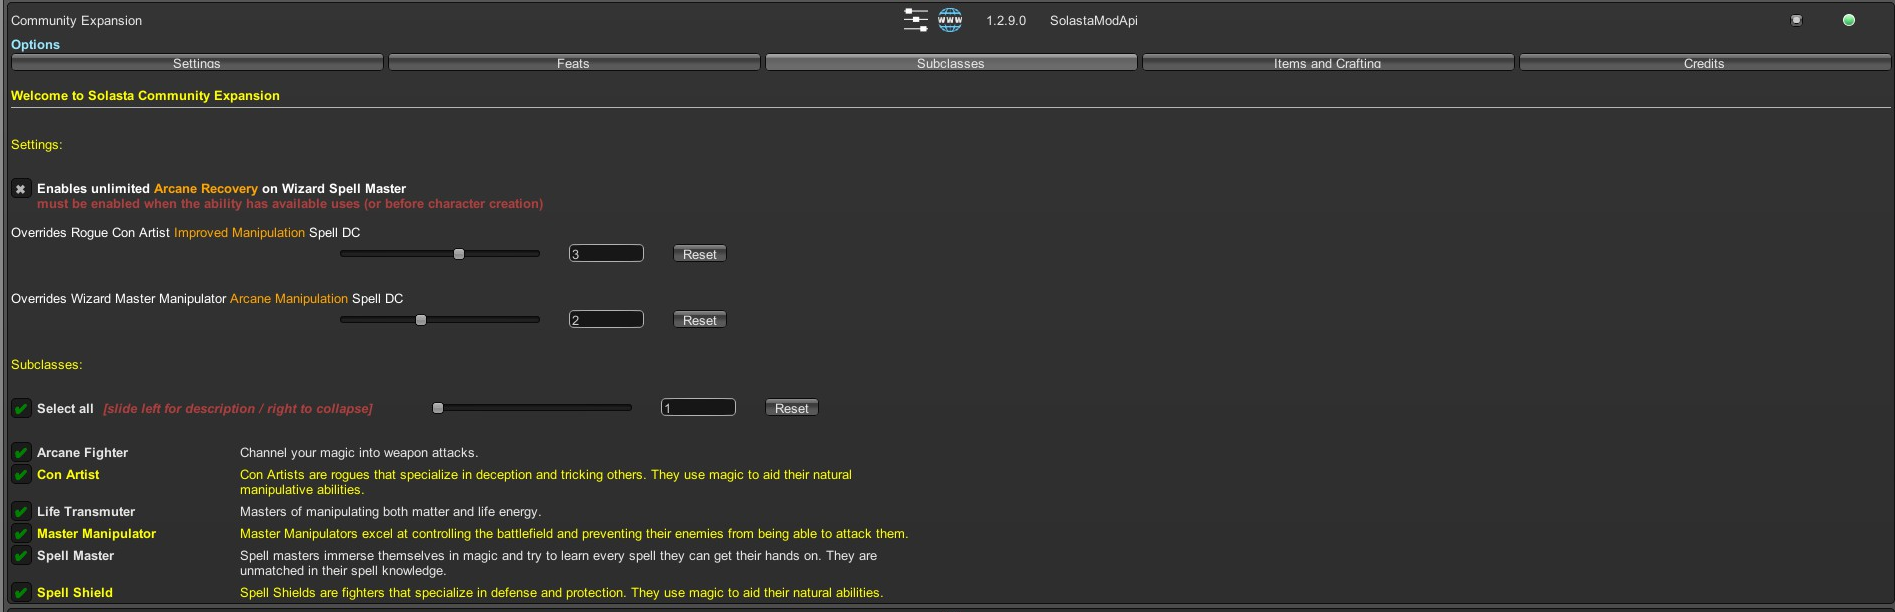 Community Expansion WWW 1.2.9.0 SolastaModApi
Options
Settings Feats Subclasses Items and Crafting Credits
Welcome to Solasta Community Expansion
Settings:
Enables unlimited Arcane Recovery on Wizard Spell Master
must be enabled when the ability has available uses (or before character creation)
Overrides Rogue Con Artist Improved Manipulation Spell DC
3 Reset
Overrides Wizard Master Manipulator Arcane Manipulation Spell DC
2 Reset
Subclasses:
Select all [slide left for description / right to collapse] 1 Reset
Arcane Fighter Channel your magic into weapon attacks.
Con Artist Con Artists are rogues that specialize in deception and tricking others. They use magic to aid their natural
manipulative abilities.
Life Transmuter Masters of manipulating both matter and life energy.
Master Manipulator Master Manipulators excel at controlling the battlefield and preventing their enemies from being able to attack them.
Spell Master Spell masters immerse themselves in magic and try to learn every spell they can get their hands on. They are
unmatched in their spell knowledge.
Spell Shield Spell Shields are fighters that specialize in defense and protection. They use magic to aid their natural abilities.